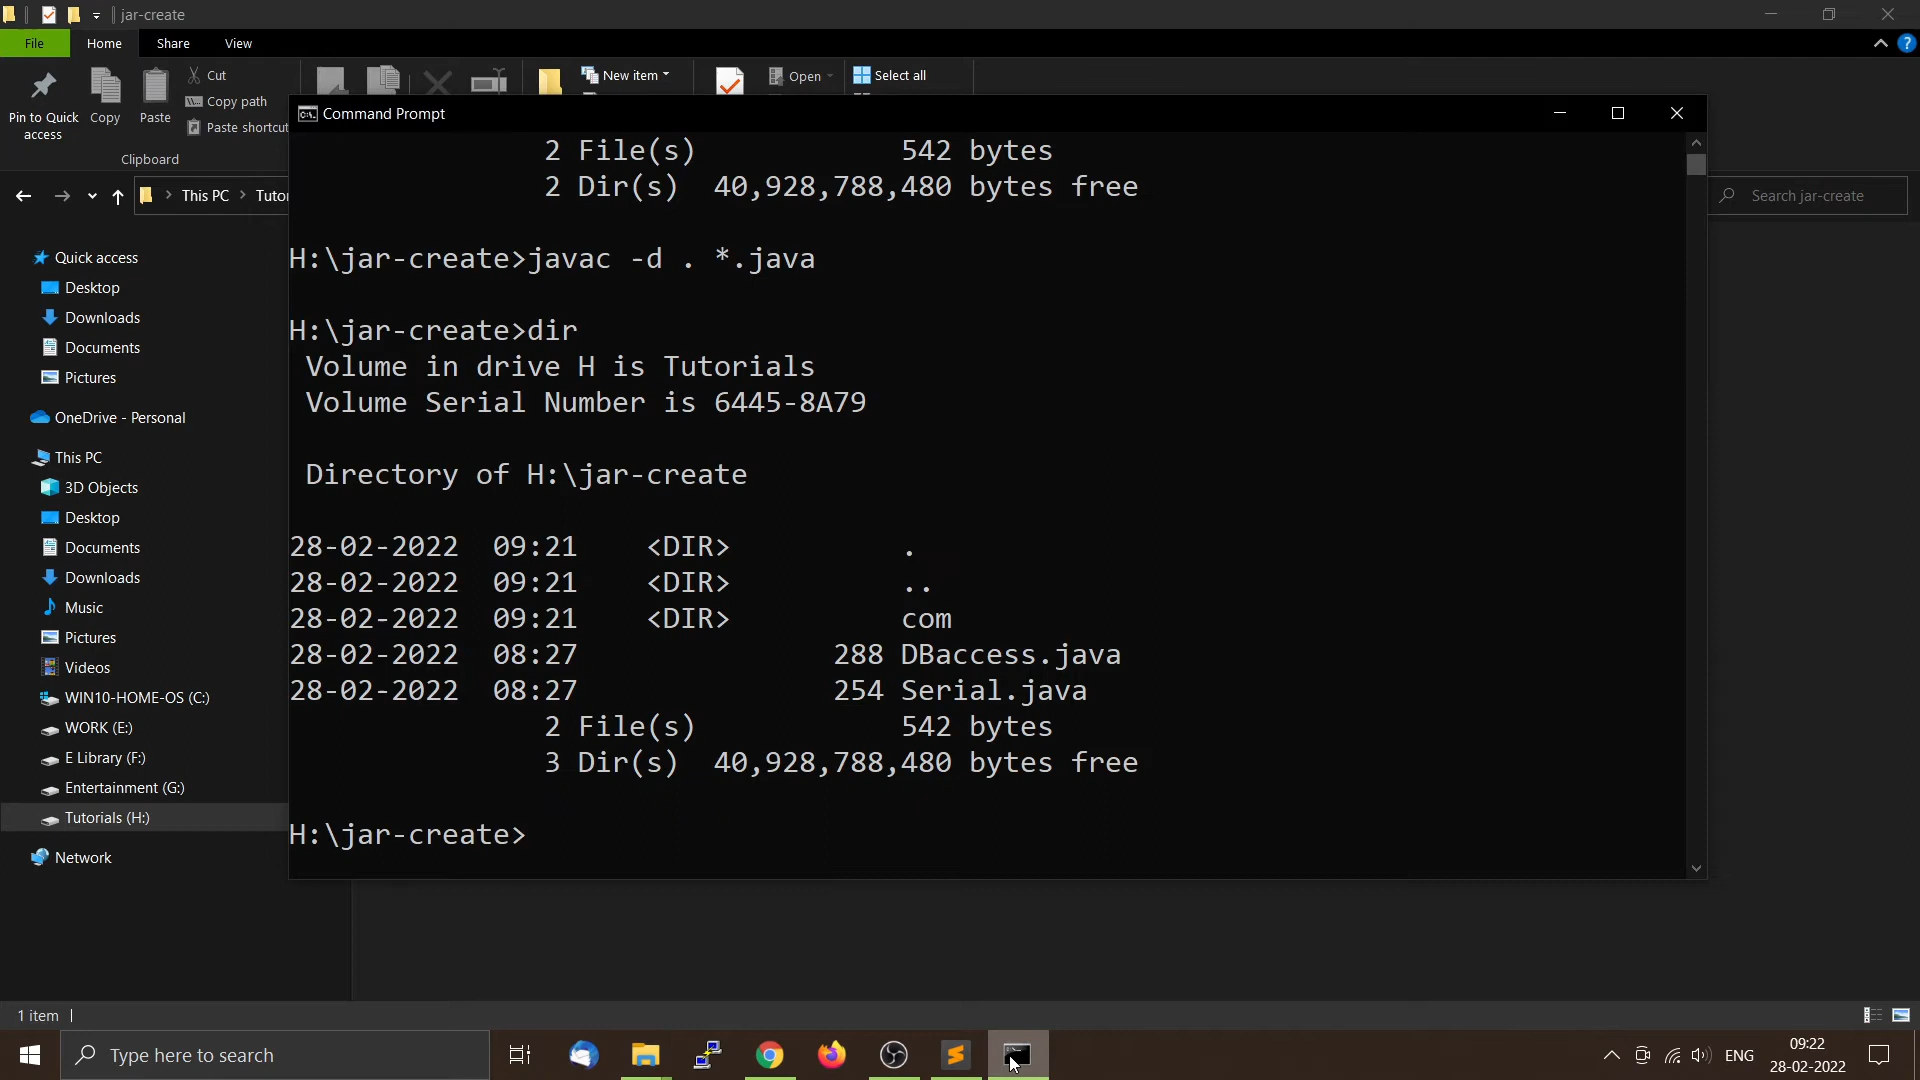 jar-create
File
Home
Share
View
Pin to Quick access
Copy
Paste
Cut
Copy path
Paste shortcut
Clipboard
New item
Open
Select all
This PC
Search jar-create
Command Prompt
2 File(s) 542 bytes
2 Dir(s) 40,928,788,480 bytes free
H:\jar-create>javac -d . *.java
H:\jar-create>dir
Volume in drive H is Tutorials
Volume Serial Number is 6445-8A79
Directory of H:\jar-create
28-02-2022 09:21 <DIR> .
28-02-2022 09:21 <DIR> ..
28-02-2022 09:21 <DIR> com
28-02-2022 08:27 288 DBaccess.java
28-02-2022 08:27 254 Serial.java
2 File(s) 542 bytes
3 Dir(s) 40,928,788,480 bytes free
H:\jar-create>
Quick access
Desktop
Downloads
Documents
Pictures
OneDrive - Personal
This PC
3D Objects
Desktop
Documents
Downloads
Music
Pictures
Videos
WIN10-HOME-OS (C:)
WORK (E:)
E Library (F:)
Entertainment (G:)
Tutorials (H:)
Network
1 item
Type here to search
ENG
09:22
28-02-2022